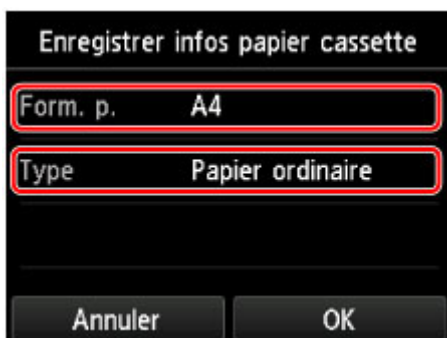 Enregistrer infos papier cassette
Form. p. A4
Type Papier ordinaire
Annuler OK